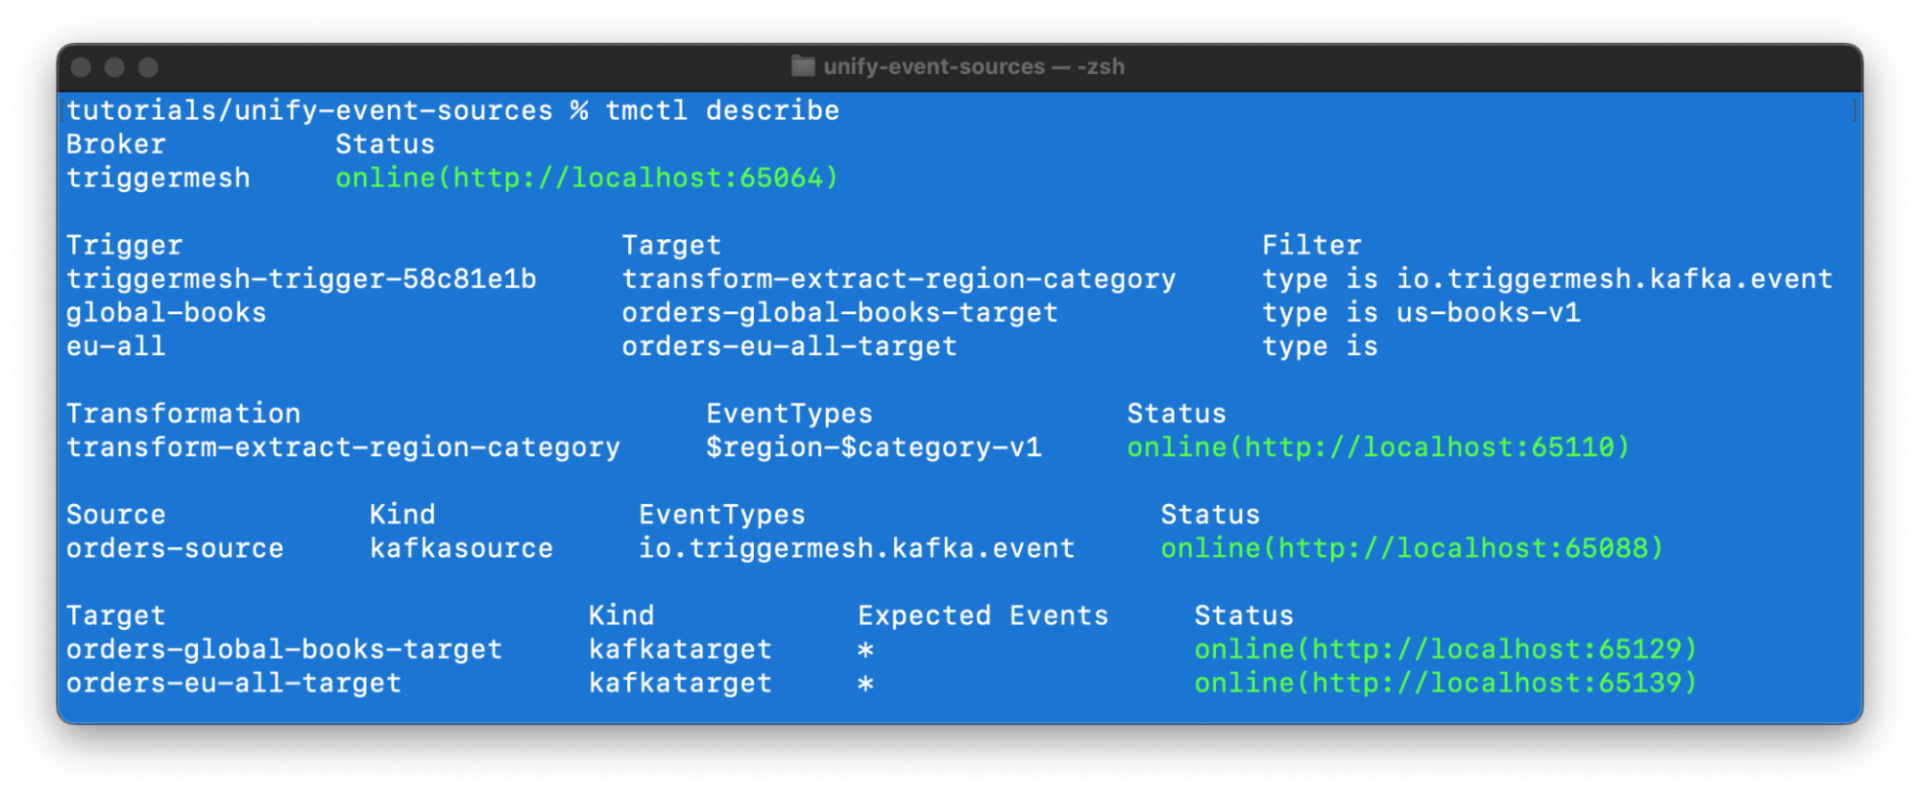 unify-event-sources — -zsh
tutorials/unify-event-sources % tmctl describe
Broker Status
triggermesh online(http://localhost:65064)
Trigger Target Filter
triggermesh-trigger-58c81e1b transform-extract-region-category type is io.triggermesh.kafka.event
global-books orders-global-books-target type is us-books-v1
eu-all orders-eu-all-target type is
Transformation EventTypes Status
transform-extract-region-category $region-$category-v1 online(http://localhost:65110)
Source Kind EventTypes Status
orders-source kafkasource io.triggermesh.kafka.event online(http://localhost:65088)
Target Kind Expected Events Status
orders-global-books-target kafkatarget * online(http://localhost:65129)
orders-eu-all-target kafkatarget * online(http://localhost:65139)